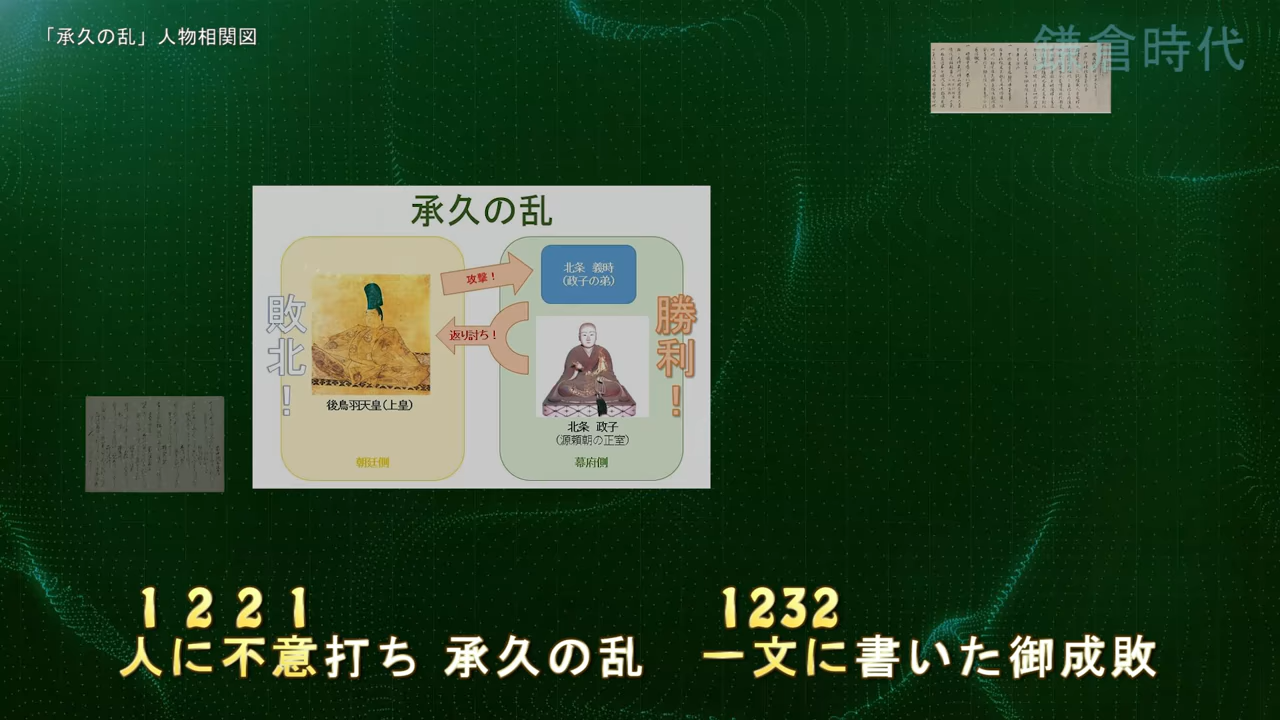 「承久の乱」人物相関図
鎌倉時代
承久の乱
敗北！
攻撃！
返り討ち！
北条 義時
(政子の弟)
勝利！
後鳥羽天皇(上皇)
朝廷側
北条 政子
(源頼朝の正室)
幕府側
1 2 2 1
人に不意打ち 承久の乱
1232
一文に書いた御成敗